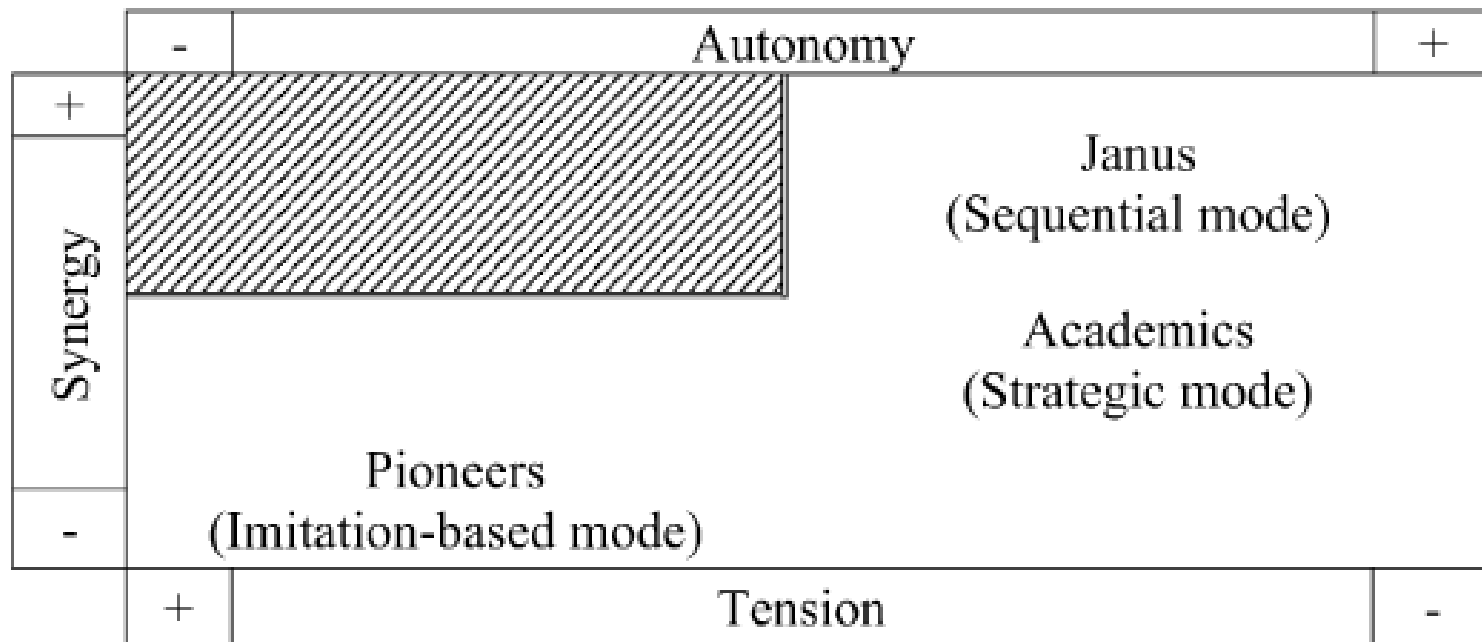 - Autonomy +
+
Synergy
-
Janus
(Sequential mode)
Academics
(Strategic mode)
Pioneers
(Imitation-based mode)
+ Tension -